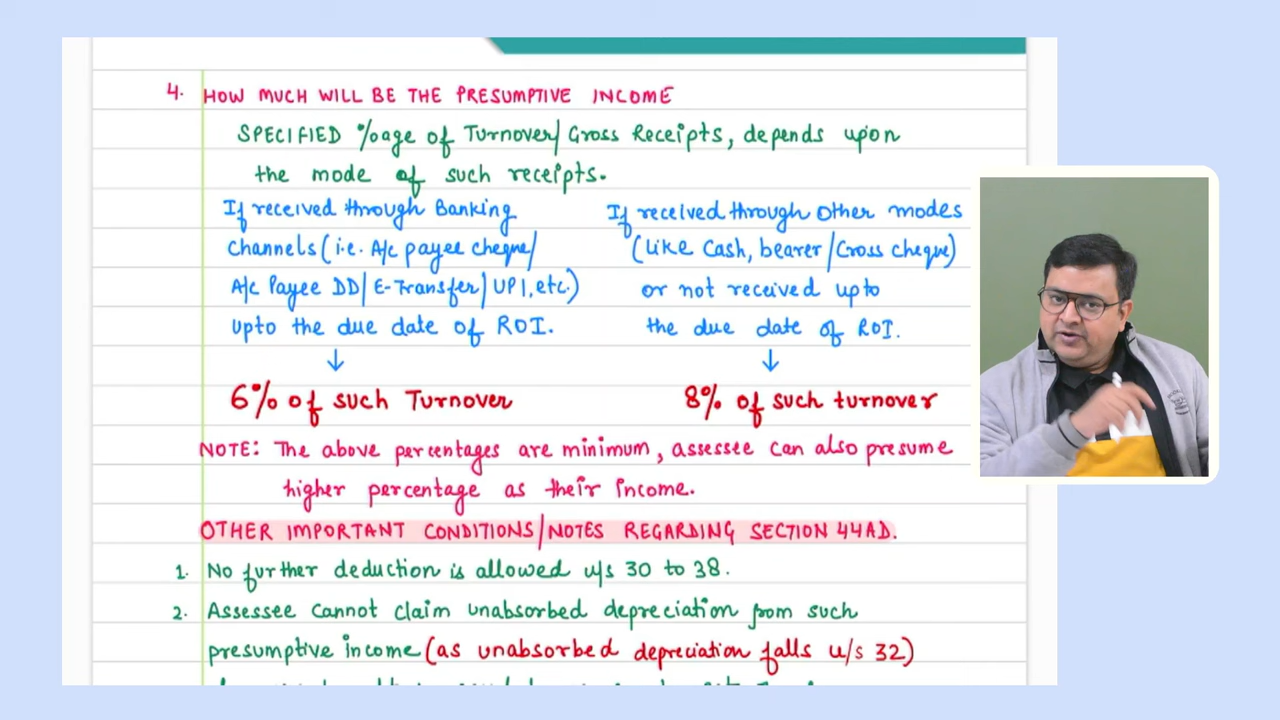 4. HOW MUCH WILL BE THE PRESUMPTIVE INCOME
SPECIFIED %age of Turnover/Gross Receipts, depends upon
the mode of such receipts.
If received through Banking
Channels (i.e. A/c payee cheque/
A/c Payee DD/ E-Transfer/ UPI, etc.)
Upto the due date of ROI.
↓
6% of such Turnover
If received through Other modes
(Like Cash, bearer/Cross cheque)
or not received upto
the due date of ROI.
↓
8% of such turnover
NOTE: The above percentages are minimum, assessee can also presume
higher percentage as their income.
OTHER IMPORTANT CONDITIONS/NOTES REGARDING SECTION 44AD.
1. No further deduction is allowed u/s 30 to 38.
2. Assessee cannot claim unabsorbed depreciation from such
presumptive income (as unabsorbed depreciation falls u/s 32)